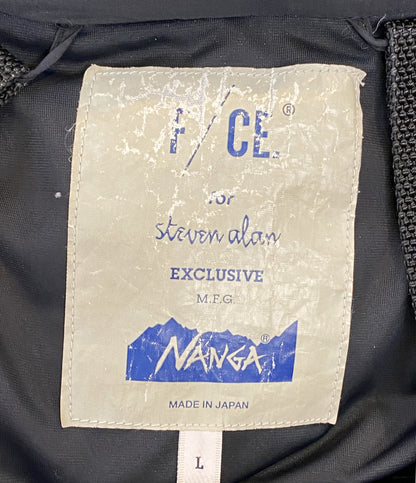 F/CE.®
for
steven alan
EXCLUSIVE
M.F.G.
NANGA®
MADE IN JAPAN
L